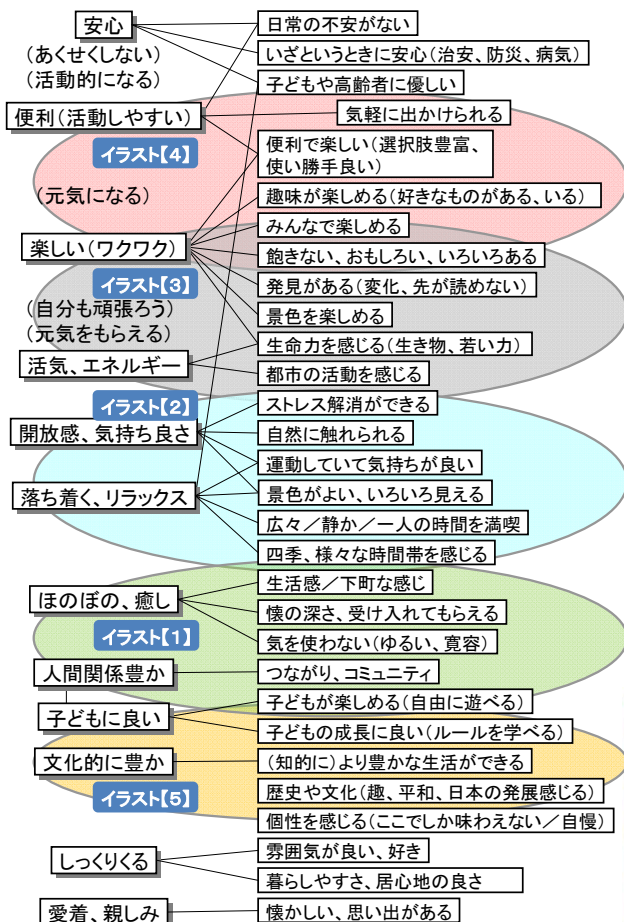 安心
日常の不安がない
いざというときに安心(治安、防災、病気)
(あくせくしない)
(活動的になる)
子どもや高齢者に優しい
便利(活動しやすい)
気軽に出かけられる
イラスト【4】
便利で楽しい(選択肢豊富、
使い勝手良い)
(元気になる)
趣味が楽しめる(好きなものがある、いる)
みんなで楽しめる
楽しい(ワクワク)
飽きない、おもしろい、いろいろある
イラスト【3】
発見がある(変化、先が読めない)
(自分も頑張ろう)
景色を楽しめる
(元気をもらえる)
生命力を感じる(生き物、若い力)
活気、エネルギー
都市の活動を感じる
イラスト【2】
ストレス解消ができる
開放感、気持ち良さ
自然に触れられる
運動していて気持ちが良い
落ち着く、リラックス
景色がよい、いろいろ見える
広々／静か／一人の時間を満喫
四季、様々な時間帯を感じる
生活感／下町な感じ
ほのぼの、癒し
懐の深さ、受け入れてもらえる
イラスト【1】
気を使わない(ゆるい、寛容)
人間関係豊か
つながり、コミュニティ
子どもが楽しめる(自由に遊べる)
子どもに良い
子どもの成長に良い(ルールを学べる)
文化的に豊か
(知的に)より豊かな生活ができる
イラスト【5】
歴史や文化(趣、平和、日本の発展感じる)
個性を感じる(ここでしか味わえない／自慢)
しっくりくる
雰囲気が良い、好き
暮らしやすさ、居心地の良さ
愛着、親しみ
懐かしい、思い出がある